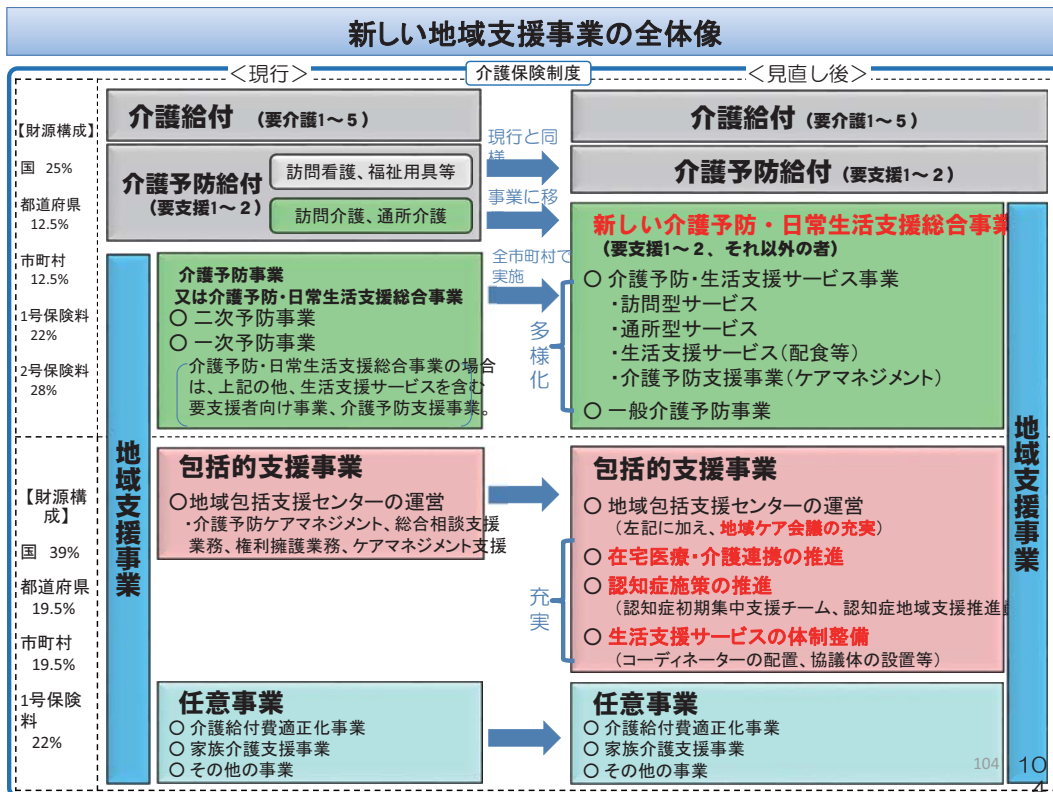 新しい地域支援事業の全体像
＜現行＞
介護保険制度
＜見直し後＞
【財源構成】
国 25%
都道府県
12.5%
市町村
12.5%
1号保険料
22%
2号保険料
28%
介護給付 （要介護1～5）
介護予防給付
（要支援1～2）
訪問看護、福祉用具等
訪問介護、通所介護
現行と同
様
事業に移
全市町村で
実施
多様化
介護給付（要介護1～5）
介護予防給付（要支援1～2）
新しい介護予防・日常生活支援総合事業
（要支援1～2、それ以外の者）
○ 介護予防・生活支援サービス事業
・訪問型サービス
・通所型サービス
・生活支援サービス（配食等）
・介護予防支援事業（ケアマネジメント）
○ 一般介護予防事業
介護予防事業
又は介護予防・日常生活支援総合事業
○ 二次予防事業
○ 一次予防事業
介護予防・日常生活支援総合事業の場合
は、上記の他、生活支援サービスを含む
要支援者向け事業、介護予防支援事業。
地域支援事業
【財源構
成】
国 39%
都道府県
19.5%
市町村
19.5%
1号保険
料
22%
包括的支援事業
○地域包括支援センターの運営
・介護予防ケアマネジメント、総合相談支援
業務、権利擁護業務、ケアマネジメント支援
充実
包括的支援事業
○ 地域包括支援センターの運営
（左記に加え、地域ケア会議の充実）
○ 在宅医療・介護連携の推進
○ 認知症施策の推進
（認知症初期集中支援チーム、認知症地域支援推進
○ 生活支援サービスの体制整備
（コーディネーターの配置、協議体の設置等）
地域支援事業
任意事業
○ 介護給付費適正化事業
○ 家族介護支援事業
○ その他の事業
任意事業
○ 介護給付費適正化事業
○ 家族介護支援事業
○ その他の事業
104
10
4